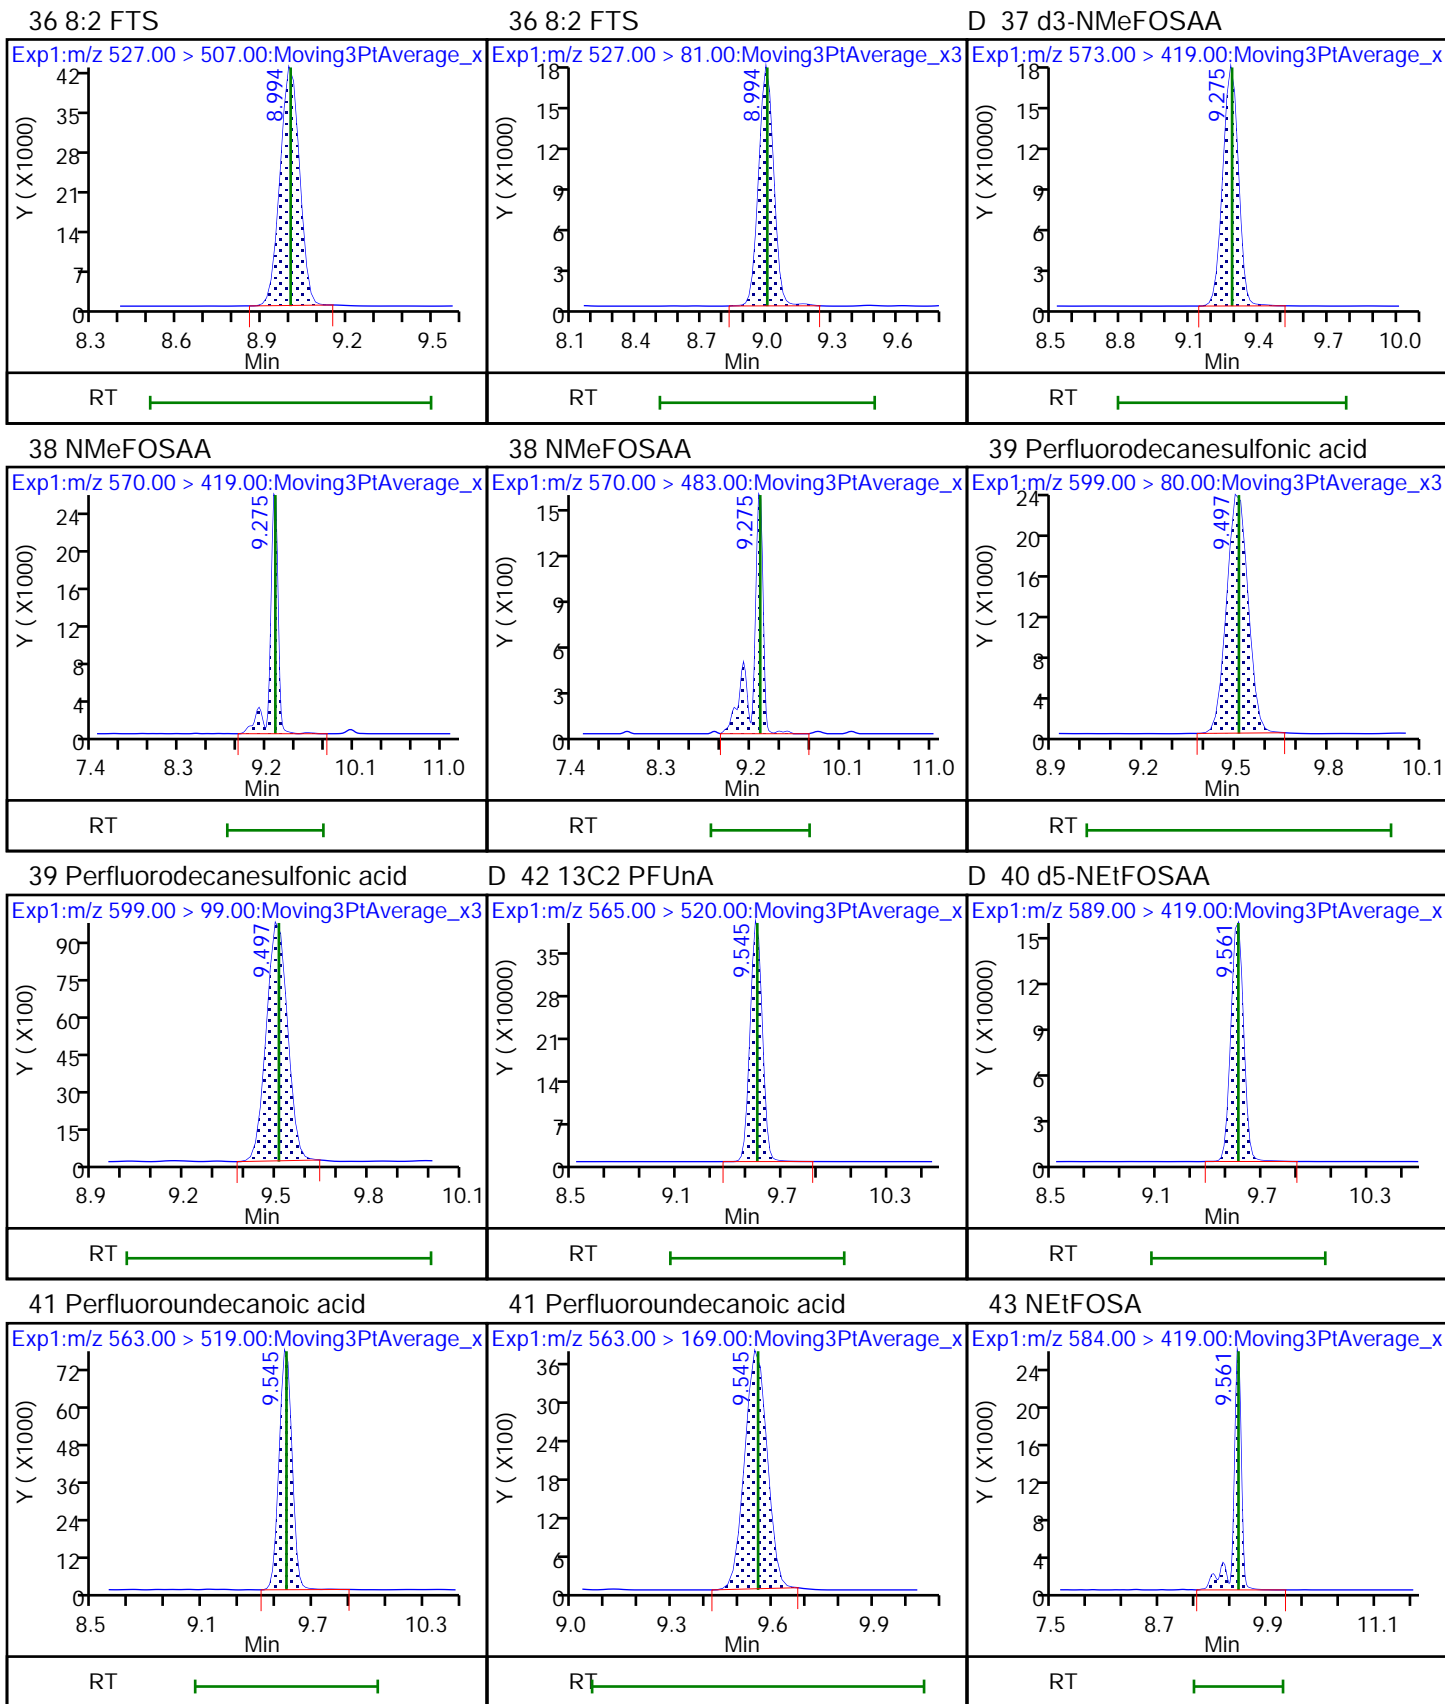 36 8:2 FTS
Exp1:m/z 527.00 > 507.00:Moving3PtAverage_x
8.994
Y ( X1000)
42
35
28
21
14
7
0
8.3 8.6 8.9 9.2 9.5
Min
RT
36 8:2 FTS
Exp1:m/z 527.00 > 81.00:Moving3PtAverage_x3
8.994
Y ( X1000)
18
15
12
9
6
3
0
8.1 8.4 8.7 9.0 9.3 9.6
Min
RT
D 37 d3-NMeFOSAA
Exp1:m/z 573.00 > 419.00:Moving3PtAverage_x
9.275
Y ( X10000)
18
15
12
9
6
3
0
8.5 8.8 9.1 9.4 9.7 10.0
Min
RT
38 NMeFOSAA
Exp1:m/z 570.00 > 419.00:Moving3PtAverage_x
9.275
Y ( X1000)
24
20
16
12
8
4
0
7.4 8.3 9.2 10.1 11.0
Min
RT
38 NMeFOSAA
Exp1:m/z 570.00 > 483.00:Moving3PtAverage_x
9.275
Y ( X100)
15
12
9
6
3
0
7.4 8.3 9.2 10.1 11.0
Min
RT
39 Perfluorodecanesulfonic acid
Exp1:m/z 599.00 > 80.00:Moving3PtAverage_x3
9.497
Y ( X1000)
24
20
16
12
8
4
0
8.9 9.2 9.5 9.8 10.1
Min
RT
39 Perfluorodecanesulfonic acid
Exp1:m/z 599.00 > 99.00:Moving3PtAverage_x3
9.497
Y ( X100)
90
75
60
45
30
15
0
8.9 9.2 9.5 9.8 10.1
Min
RT
D 42 13C2 PFUnA
Exp1:m/z 565.00 > 520.00:Moving3PtAverage_x
9.545
Y ( X10000)
35
28
21
14
7
0
8.5 9.1 9.7 10.3
Min
RT
D 40 d5-NEtFOSAA
Exp1:m/z 589.00 > 419.00:Moving3PtAverage_x
9.561
Y ( X10000)
15
12
9
6
3
0
8.5 9.1 9.7 10.3
Min
RT
41 Perfluoroundecanoic acid
Exp1:m/z 563.00 > 519.00:Moving3PtAverage_x
9.545
Y ( X1000)
72
60
48
36
24
12
0
8.5 9.1 9.7 10.3
Min
RT
41 Perfluoroundecanoic acid
Exp1:m/z 563.00 > 169.00:Moving3PtAverage_x
9.545
Y ( X100)
36
30
24
18
12
6
0
9.0 9.3 9.6 9.9
Min
RT
43 NEtFOSA
Exp1:m/z 584.00 > 419.00:Moving3PtAverage_x
9.561
Y ( X1000)
24
20
16
12
8
4
0
7.5 8.7 9.9 11.1
Min
RT